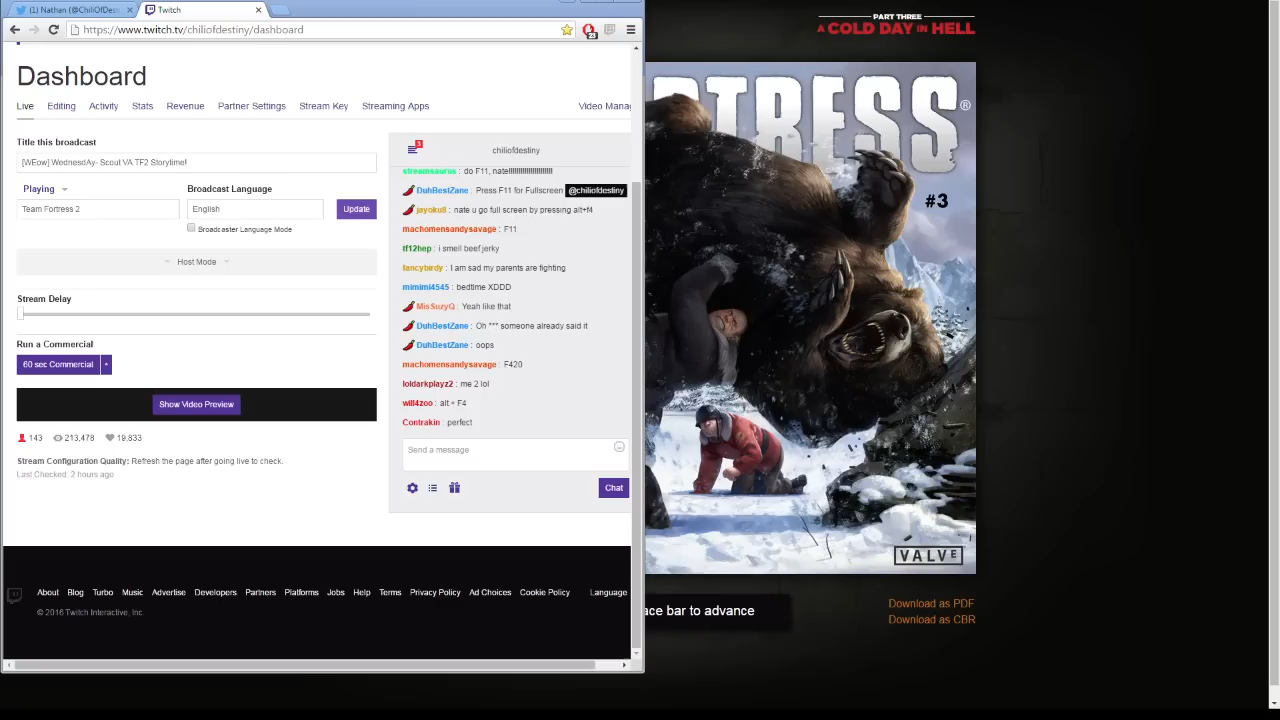 (1) Nathan (@ChiliOfDes
Twitch
https://www.twitch.tv/chiliofdestiny/dashboard
Dashboard
Live Editing Activity Stats Revenue Partner Settings Stream Key Streaming Apps Video Manag
Title this broadcast
[WEow] WednesdAy- Scout VA TF2 Storytime!
Playing
Broadcast Language
Team Fortress 2
English
Update
Broadcaster Language Mode
Host Mode
Stream Delay
Run a Commercial
60 sec Commercial
Show Video Preview
143 213,478 19,833
Stream Configuration Quality: Refresh the page after going live to check.
Last Checked: 2 hours ago
3
chiliofdestiny
streamsaurus: do F11, nate!!!!!!!!!!!!!!!!!!!!!!
DuhBestZane: Press F11 for Fullscreen @chiliofdestiny
jayoku8: nate u go full screen by pressing alt+f4
machomensandysavage: F11
tf12hep: i smell beef jerky
fancybirdy: I am sad my parents are fighting
mimimi4545: bedtime XDDD
MisSuzyQ: Yeah like that
DuhBestZane: Oh *** someone already said it
DuhBestZane: oops
machomensandysavage: F420
loldarkplayz2: me 2 lol
will4zoo: alt + F4
Contrakin: perfect
Send a message
Chat
About Blog Turbo Music Advertise Developers Partners Platforms Jobs Help Terms Privacy Policy Ad Choices Cookie Policy Language
© 2016 Twitch Interactive, Inc.
PART THREE
A COLD DAY IN HELL
TRESS®
#3
VALVE
ace bar to advance
Download as PDF
Download as CBR